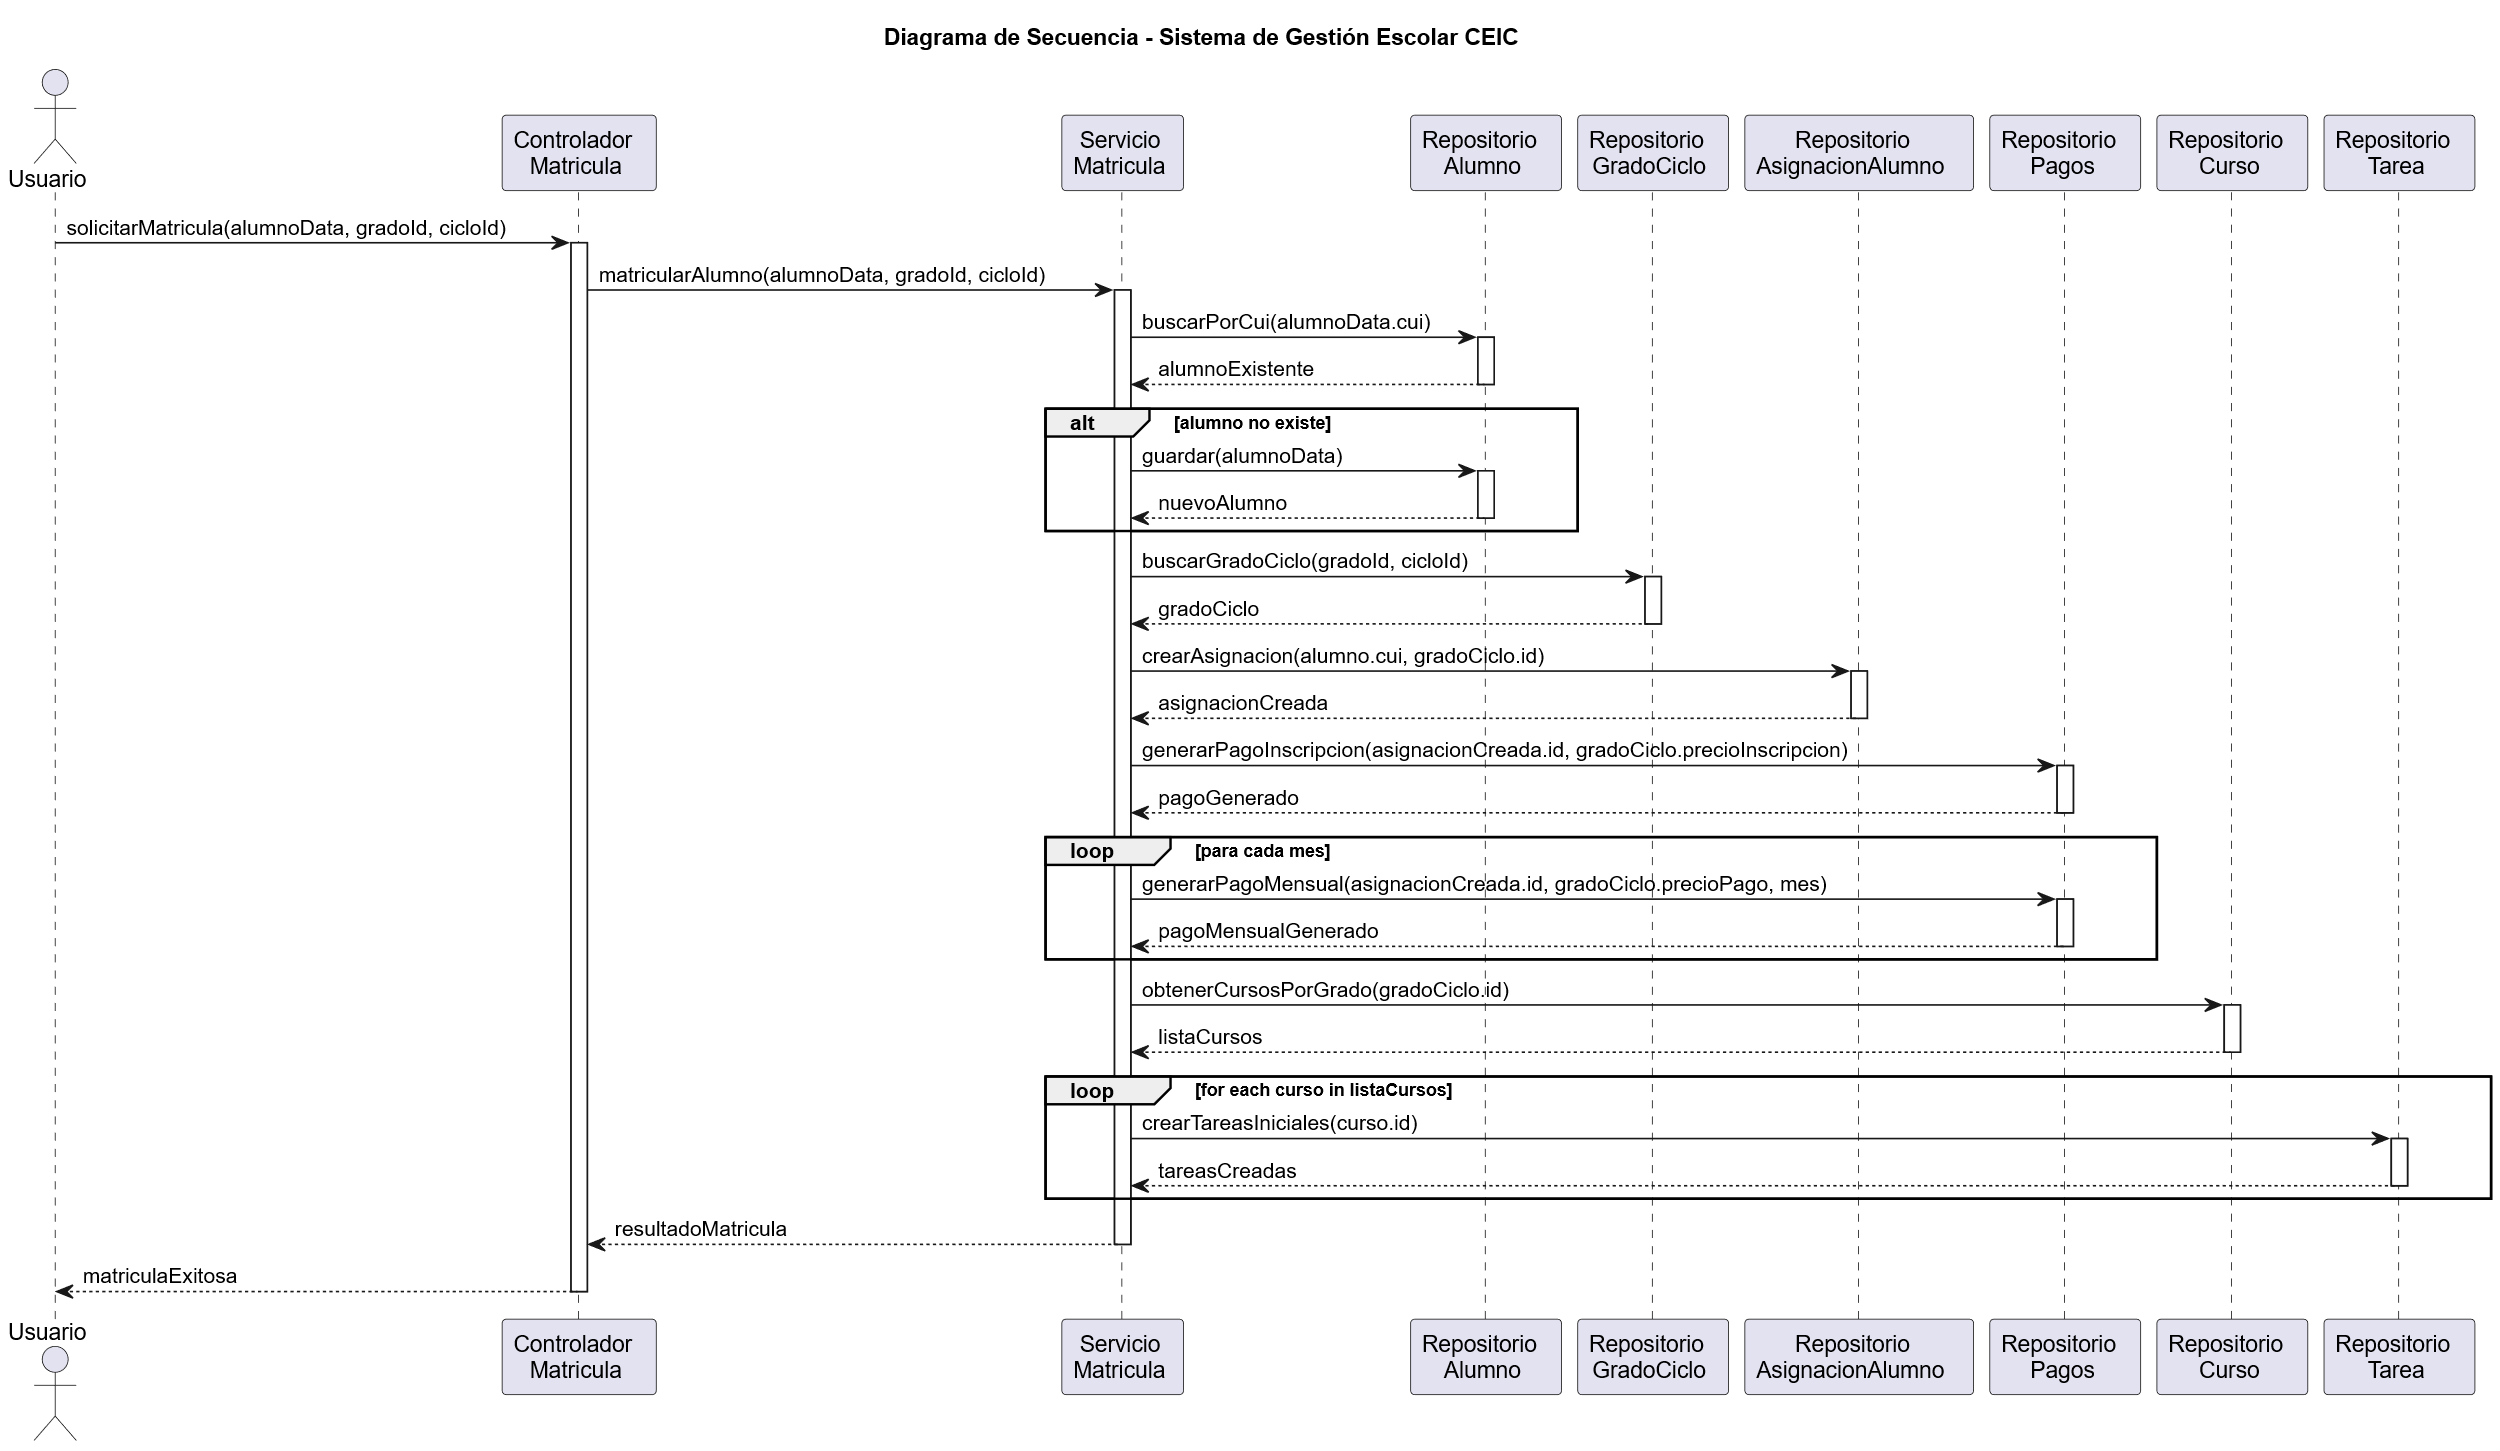 Diagrama de Secuencia - Sistema de Gestión Escolar CEIC
Usuario
Controlador
Matricula
Servicio
Matricula
Repositorio
Alumno
Repositorio
GradoCiclo
Repositorio
AsignacionAlumno
Repositorio
Pagos
Repositorio
Curso
Repositorio
Tarea
solicitarMatricula(alumnoData, gradoId, cicloId)
matricularAlumno(alumnoData, gradoId, cicloId)
buscarPorCui(alumnoData.cui)
alumnoExistente
alt [alumno no existe]
guardar(alumnoData)
nuevoAlumno
buscarGradoCiclo(gradoId, cicloId)
gradoCiclo
crearAsignacion(alumno.cui, gradoCiclo.id)
asignacionCreada
generarPagoInscripcion(asignacionCreada.id, gradoCiclo.precioInscripcion)
pagoGenerado
loop [para cada mes]
generarPagoMensual(asignacionCreada.id, gradoCiclo.precioPago, mes)
pagoMensualGenerado
obtenerCursosPorGrado(gradoCiclo.id)
listaCursos
loop [for each curso in listaCursos]
crearTareasIniciales(curso.id)
tareasCreadas
resultadoMatricula
matriculaExitosa
Usuario
Controlador
Matricula
Servicio
Matricula
Repositorio
Alumno
Repositorio
GradoCiclo
Repositorio
AsignacionAlumno
Repositorio
Pagos
Repositorio
Curso
Repositorio
Tarea